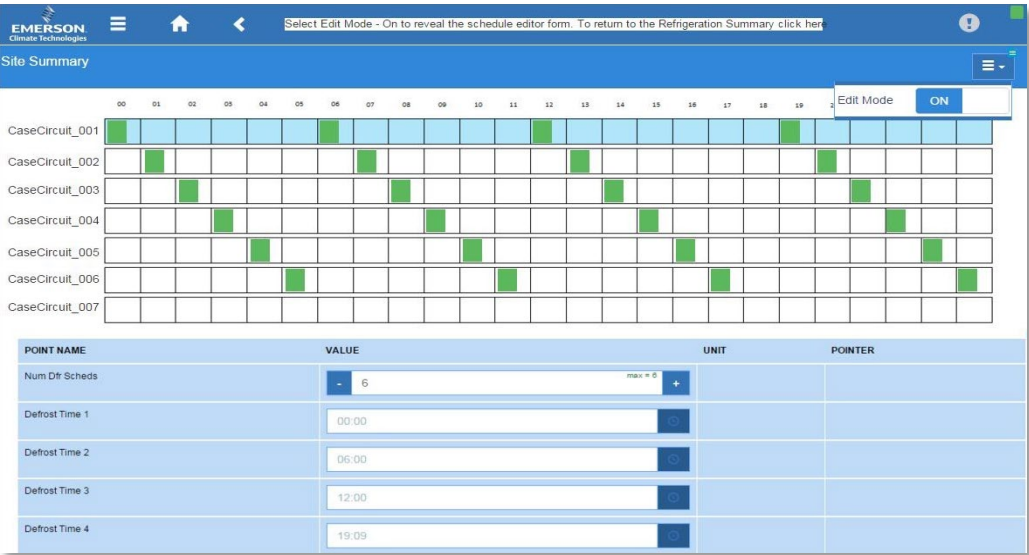 EMERSON
Climate Technologies
Select Edit Mode - On to reveal the schedule editor form. To return to the Refrigeration Summary click here
Site Summary
Edit Mode ON
00 01 02 03 04 05 06 07 08 09 10 11 12 13 14 15 16 17 18 19
CaseCircuit_001
CaseCircuit_002
CaseCircuit_003
CaseCircuit_004
CaseCircuit_005
CaseCircuit_006
CaseCircuit_007
POINT NAME VALUE UNIT POINTER
Num Dfr Scheds - 6 max = 6 +
Defrost Time 1 00:00
Defrost Time 2 06:00
Defrost Time 3 12:00
Defrost Time 4 19:09